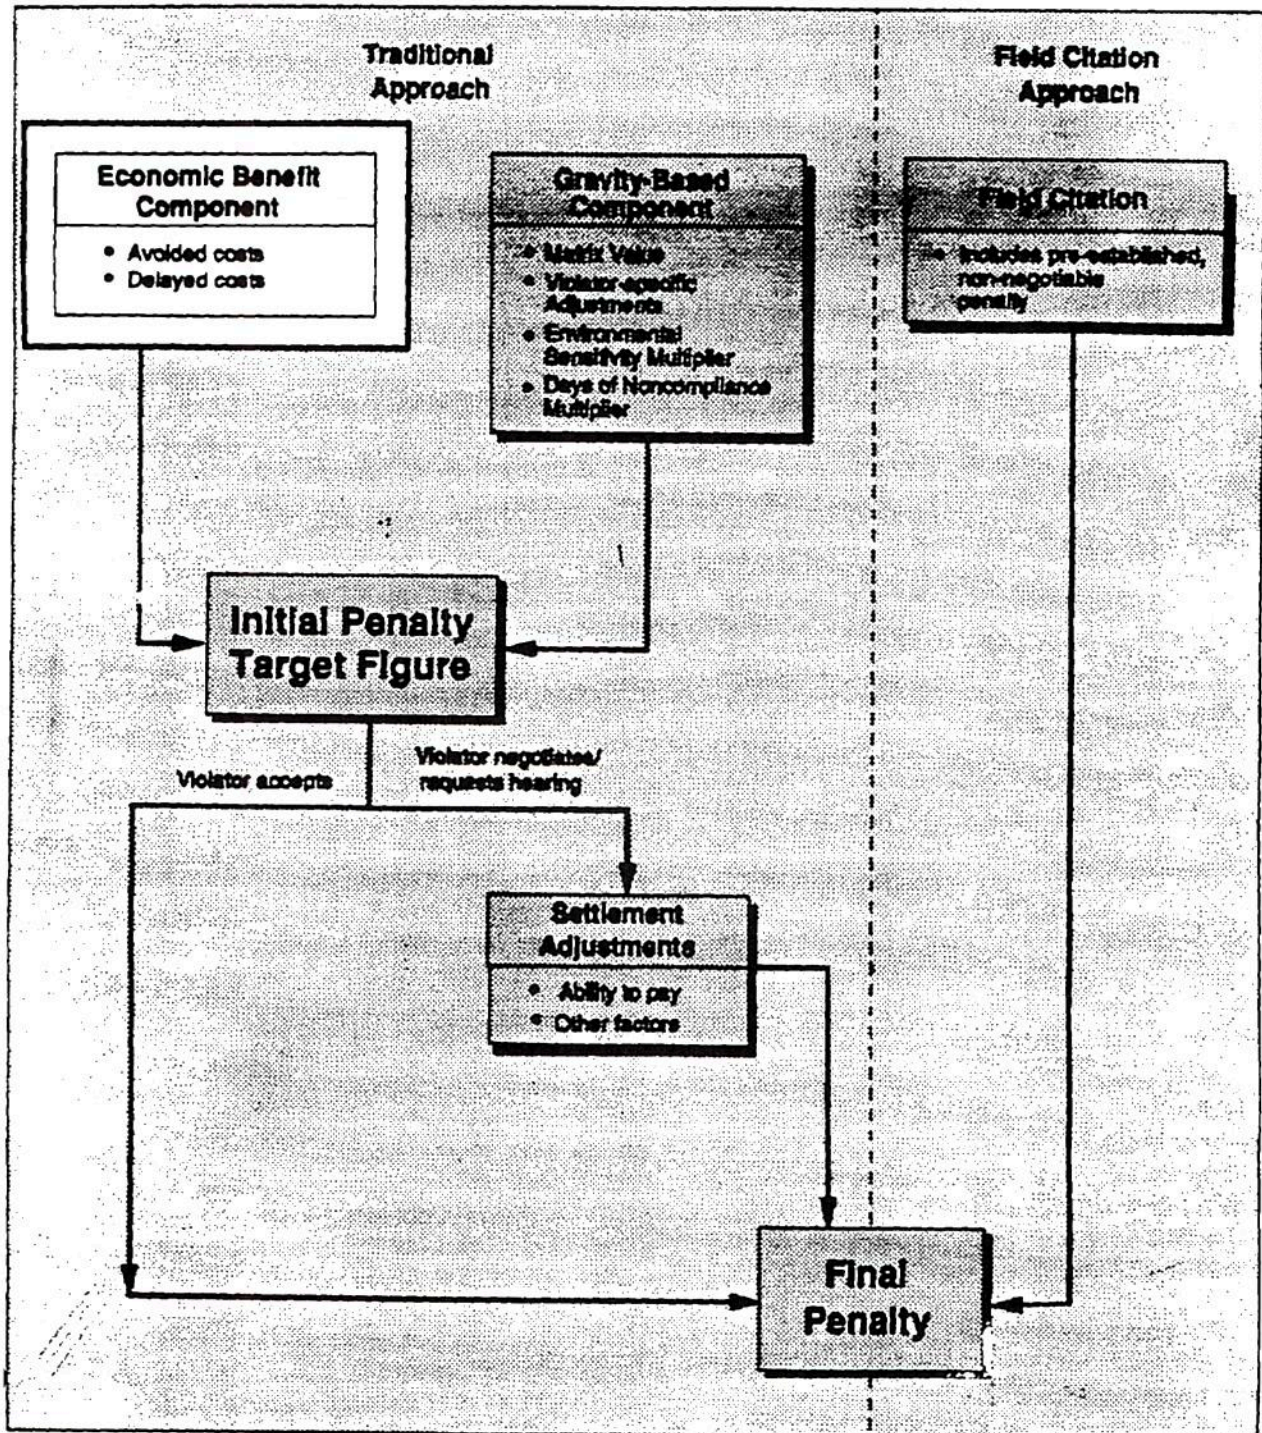 Traditional
Approach
Field Citation
Approach
Economic Benefit
Component
• Avoided costs
• Delayed costs
Gravity-Based
Component
• Matrix Value
• Violator-specific
Adjustments
• Environmental
Sensitivity Multiplier
• Days of Noncompliance
Multiplier
Field Citation
• Includes pre-established,
non-negotiable
penalty
Initial Penalty
Target Figure
Violator accepts
Violator negotiates/
requests hearing
Settlement
Adjustments
• Ability to pay
• Other factors
Final
Penalty